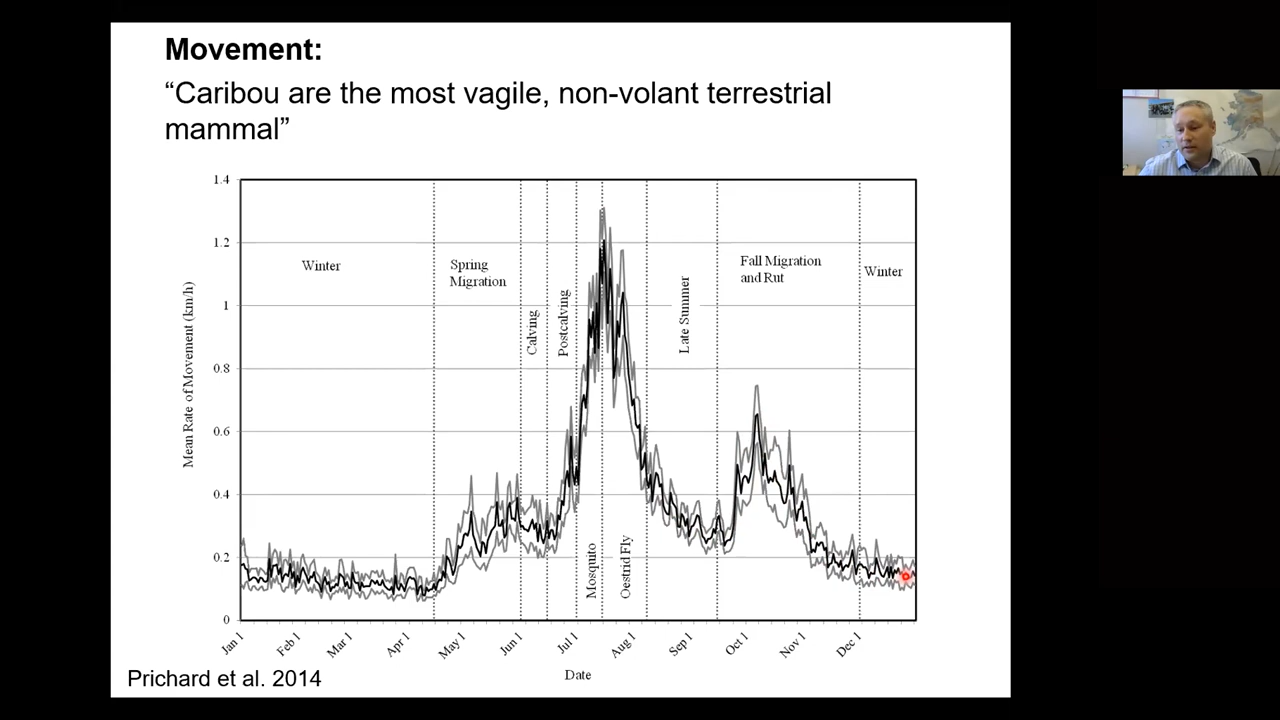 Movement:
“Caribou are the most vagile, non-volant terrestrial
mammal”
1.4
1.2
1
0.8
0.6
0.4
0.2
0
Mean Rate of Movement (km/h)
Winter
Spring
Migration
Calving
Postcalving
Mosquito
Oestrid Fly
Late Summer
Fall Migration
and Rut
Winter
Jan 1
Feb 1
Mar 1
Apr 1
May 1
Jun 1
Jul 1
Aug 1
Sep 1
Oct 1
Nov 1
Dec 1
Date
Prichard et al. 2014